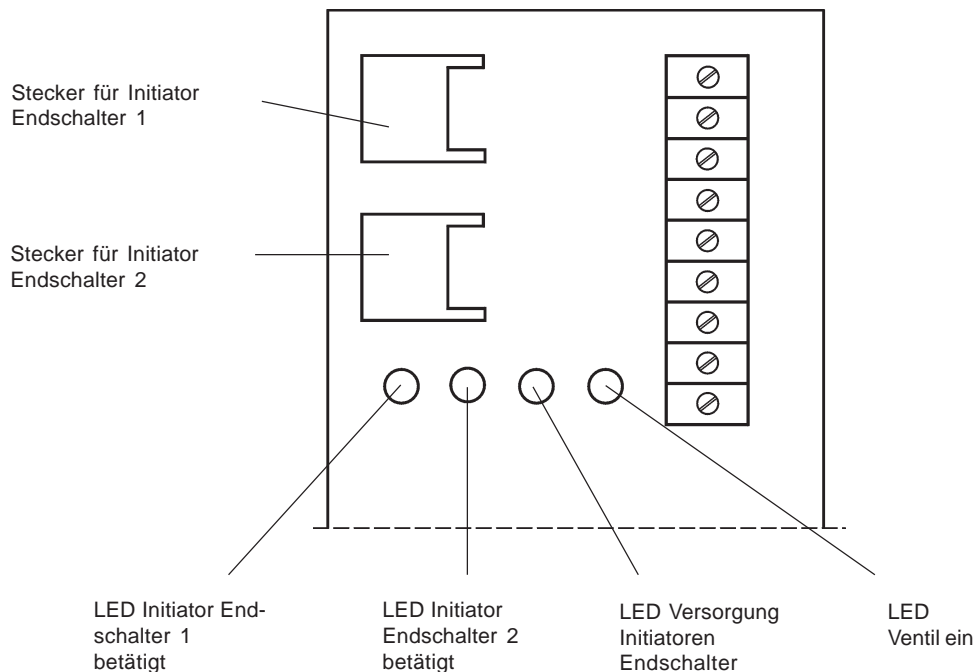 Stecker für Initiator
Endschalter 1
Stecker für Initiator
Endschalter 2
LED Initiator End-
schalter 1
betätigt
LED Initiator
Endschalter 2
betätigt
LED Versorgung
Initiatoren
Endschalter
LED
Ventil ein